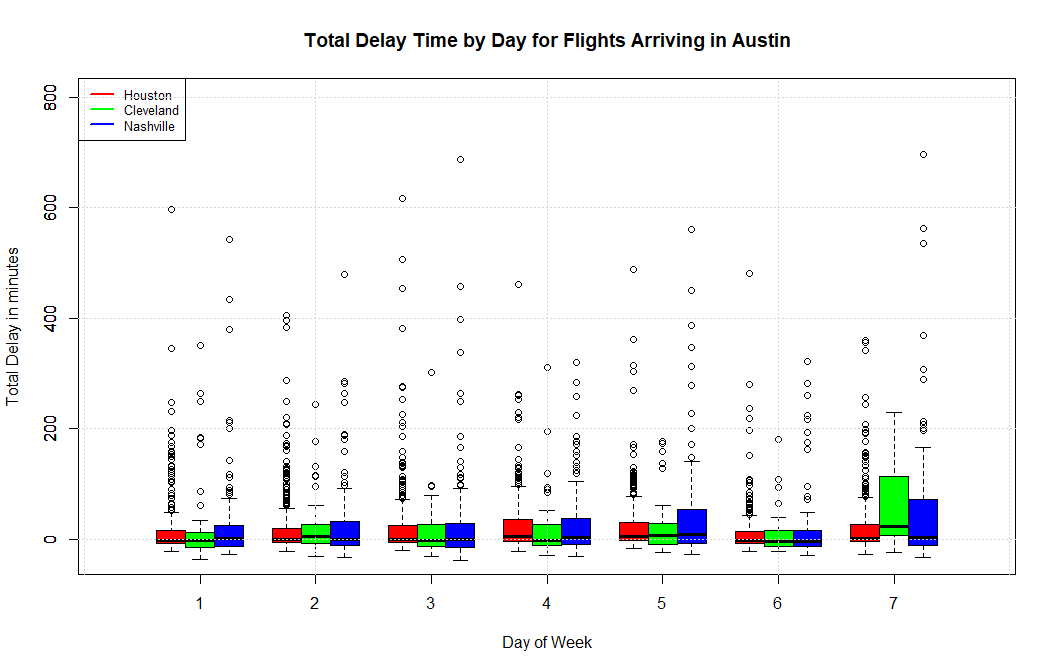 Total Delay Time by Day for Flights Arriving in Austin
Houston
Cleveland
Nashville
Total Delay in minutes
800
600
400
200
0
1 2 3 4 5 6 7
Day of Week